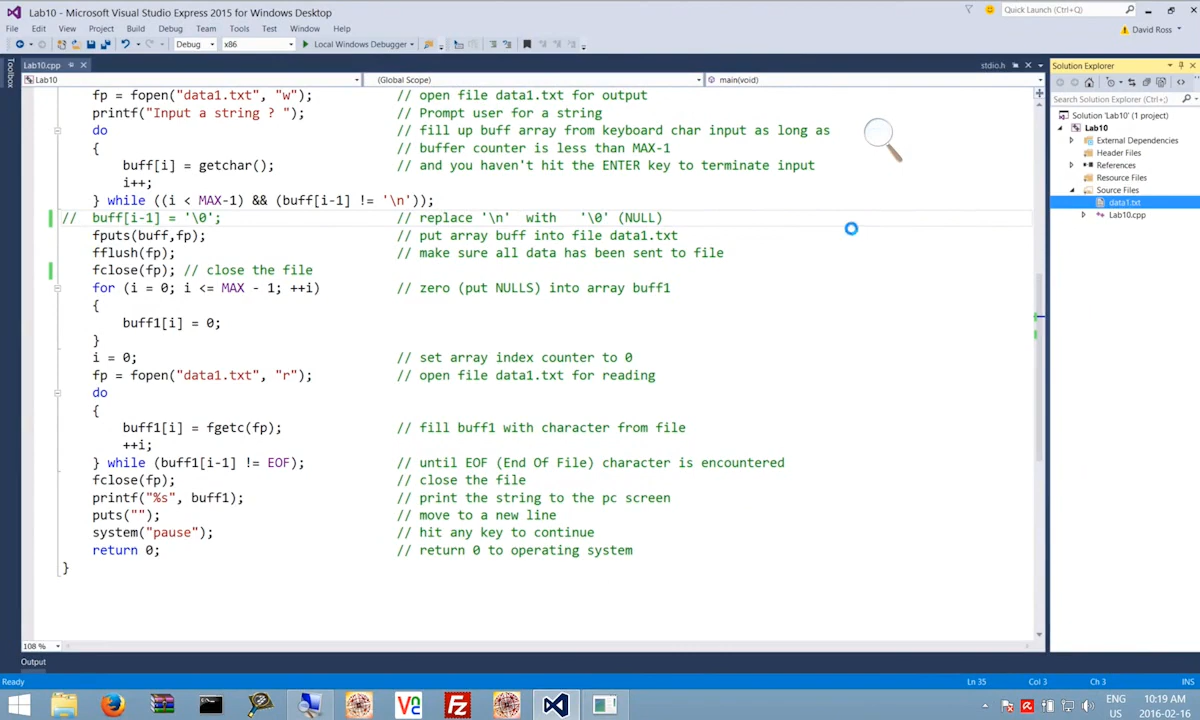 Lab10 - Microsoft Visual Studio Express 2015 for Windows Desktop
Quick Launch (Ctrl+Q)
File Edit View Project Build Debug Team Tools Test Window Help
David Ross
Debug x86 Local Windows Debugger
Toolbox
Lab10.cpp
stdio.h
Solution Explorer
Lab10 (Global Scope) main(void)
Search Solution Explorer (Ctrl+;)
Solution 'Lab10' (1 project)
Lab10
External Dependencies
Header Files
References
Resource Files
Source Files
data1.txt
Lab10.cpp
fp = fopen("data1.txt", "w"); // open file data1.txt for output
printf("Input a string ? "); // Prompt user for a string
do // fill up buff array from keyboard char input as long as
{ // buffer counter is less than MAX-1
buff[i] = getchar(); // and you haven't hit the ENTER key to terminate input
i++;
} while ((i < MAX-1) && (buff[i-1] != '\n'));
// buff[i-1] = '\0'; // replace '\n' with '\0' (NULL)
fputs(buff,fp); // put array buff into file data1.txt
fflush(fp); // make sure all data has been sent to file
fclose(fp); // close the file
for (i = 0; i <= MAX - 1; ++i) // zero (put NULLS) into array buff1
{
buff1[i] = 0;
}
i = 0; // set array index counter to 0
fp = fopen("data1.txt", "r"); // open file data1.txt for reading
do
{
buff1[i] = fgetc(fp); // fill buff1 with character from file
++i;
} while (buff1[i-1] != EOF); // until EOF (End Of File) character is encountered
fclose(fp); // close the file
printf("%s", buff1); // print the string to the pc screen
puts(""); // move to a new line
system("pause"); // hit any key to continue
return 0; // return 0 to operating system
}
108 %
Output
Ready Ln 35 Col 3 Ch 3 INS
ENG
US
10:19 AM
2016-02-16